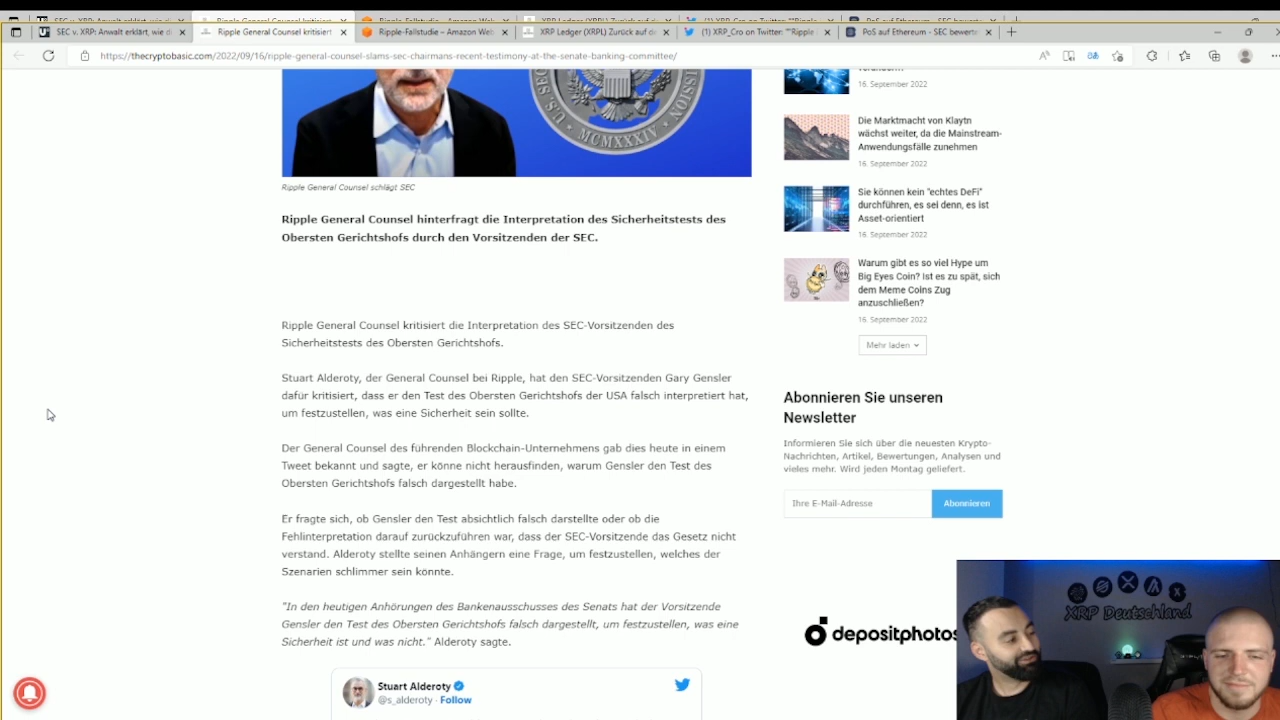 SEC v. XRP: Anwalt erklärt, wie di
Ripple General Counsel kritisiert
Ripple-Fallstudie – Amazon Web
XRP Ledger (XRPL) Zurück auf de
(1) XRP_Cro on Twitter: "'Ripple
PoS auf Ethereum - SEC bewerte
https://thecryptobasic.com/2022/09/16/ripple-general-counsel-slams-sec-chairmans-recent-testimony-at-the-senate-banking-committee/
MCMXXXIV
Ripple General Counsel schlägt SEC
Ripple General Counsel hinterfragt die Interpretation des Sicherheitstests des
Obersten Gerichtshofs durch den Vorsitzenden der SEC.
Ripple General Counsel kritisiert die Interpretation des SEC-Vorsitzenden des
Sicherheitstests des Obersten Gerichtshofs.
Stuart Alderoty, der General Counsel bei Ripple, hat den SEC-Vorsitzenden Gary Gensler
dafür kritisiert, dass er den Test des Obersten Gerichtshofs der USA falsch interpretiert hat,
um festzustellen, was eine Sicherheit sein sollte.
Der General Counsel des führenden Blockchain-Unternehmens gab dies heute in einem
Tweet bekannt und sagte, er könne nicht herausfinden, warum Gensler den Test des
Obersten Gerichtshofs falsch dargestellt habe.
Er fragte sich, ob Gensler den Test absichtlich falsch darstellte oder ob die
Fehlinterpretation darauf zurückzuführen war, dass der SEC-Vorsitzende das Gesetz nicht
verstand. Alderoty stellte seinen Anhängern eine Frage, um festzustellen, welches der
Szenarien schlimmer sein könnte.
"In den heutigen Anhörungen des Bankenausschusses des Senats hat der Vorsitzende
Gensler den Test des Obersten Gerichtshofs falsch dargestellt, um festzustellen, was eine
Sicherheit ist und was nicht." Alderoty sagte.
Stuart Alderoty
@s_alderoty · Follow
16. September 2022
Die Marktmacht von Klaytn
wächst weiter, da die Mainstream-
Anwendungsfälle zunehmen
16. September 2022
Sie können kein "echtes DeFi"
durchführen, es sei denn, es ist
Asset-orientiert
16. September 2022
Warum gibt es so viel Hype um
Big Eyes Coin? Ist es zu spät, sich
dem Meme Coins Zug
anzuschließen?
16. September 2022
Mehr laden
Abonnieren Sie unseren
Newsletter
Informieren Sie sich über die neuesten Krypto-
Nachrichten, Artikel, Bewertungen, Analysen und
vieles mehr. Wird jeden Montag geliefert.
Ihre E-Mail-Adresse
Abonnieren
depositphotos
XRP Deutschland